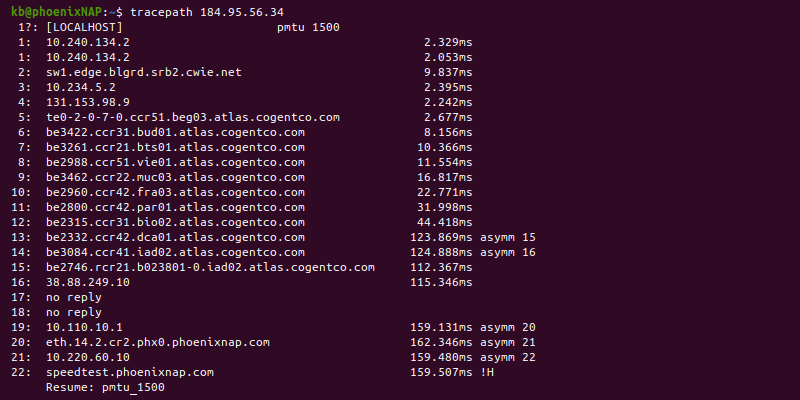 kb@phoenixNAP:~$ tracepath 184.95.56.34
1?: [LOCALHOST] pmtu 1500
1: 10.240.134.2 2.329ms
1: 10.240.134.2 2.053ms
2: sw1.edge.blgrd.srb2.cwie.net 9.837ms
3: 10.234.5.2 2.395ms
4: 131.153.98.9 2.242ms
5: te0-2-0-7-0.ccr51.beg03.atlas.cogentco.com 2.677ms
6: be3422.ccr31.bud01.atlas.cogentco.com 8.156ms
7: be3261.ccr21.bts01.atlas.cogentco.com 10.366ms
8: be2988.ccr51.vie01.atlas.cogentco.com 11.554ms
9: be3462.ccr22.muc03.atlas.cogentco.com 16.817ms
10: be2960.ccr42.fra03.atlas.cogentco.com 22.771ms
11: be2800.ccr42.par01.atlas.cogentco.com 31.998ms
12: be2315.ccr31.bio02.atlas.cogentco.com 44.418ms
13: be2332.ccr42.dca01.atlas.cogentco.com 123.869ms asymm 15
14: be3084.ccr41.iad02.atlas.cogentco.com 124.888ms asymm 16
15: be2746.rcr21.b023801-0.iad02.atlas.cogentco.com 112.367ms
16: 38.88.249.10 115.346ms
17: no reply
18: no reply
19: 10.110.10.1 159.131ms asymm 20
20: eth.14.2.cr2.phx0.phoenixnap.com 162.346ms asymm 21
21: 10.220.60.10 159.480ms asymm 22
22: speedtest.phoenixnap.com 159.507ms !H
Resume: pmtu_1500